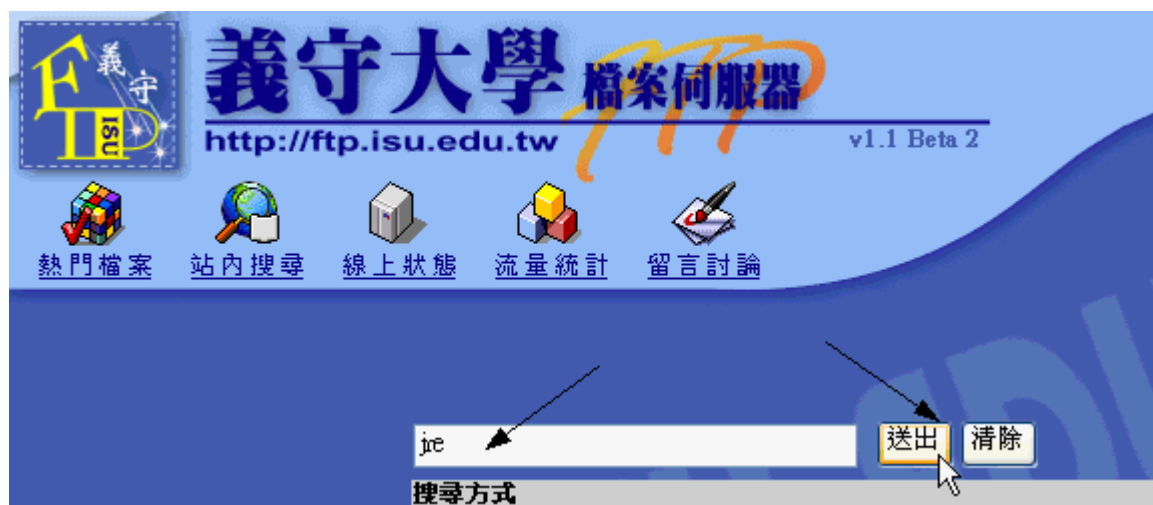 義守
FTP
ISU
義守大學 檔案伺服器
FTP
http://ftp.isu.edu.tw
v1.1 Beta 2
熱門檔案 站內搜尋 線上狀態 流量統計 留言討論
jre 送出 清除
搜尋方式